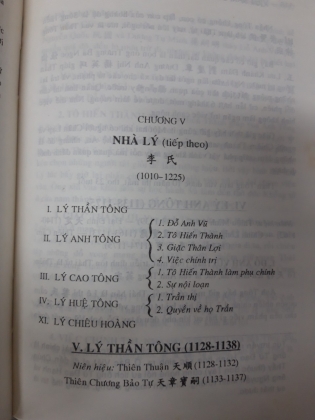 CHƯƠNG V
NHÀ LÝ (tiếp theo)
李 氏
(1010-1225)
I. LÝ THẦN TÔNG
II. LÝ ANH TÔNG
1. Đỗ Anh Vũ
2. Tô Hiến Thành
3. Giặc Thân Lợi
4. Việc chính trị
III. LÝ CAO TÔNG
1. Tô Hiến Thành làm phụ chính
2. Sự nội loạn
IV. LÝ HUỆ TÔNG
1. Trần thị
2. Quyền về họ Trần
XI. LÝ CHIÊU HOÀNG
V. LÝ THẦN TÔNG (1128-1138)
Niên hiệu: Thiên Thuận 天順 (1128-1132)
Thiên Chương Bảo Tự 天章寶嗣 (1133-1137)